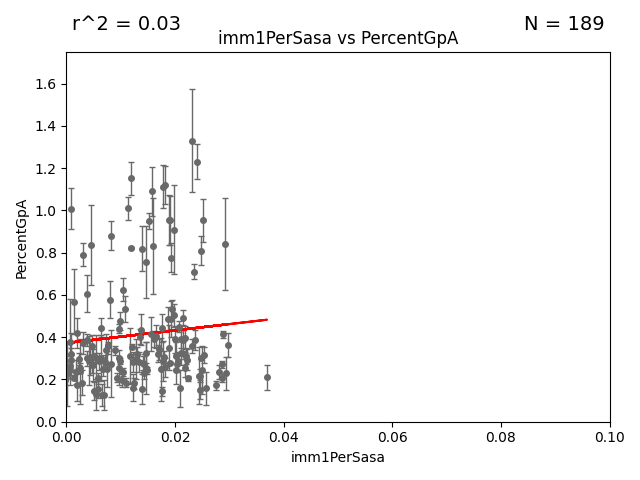 r^2 = 0.03
N = 189
imm1PerSasa vs PercentGpA
PercentGpA
1.6
1.4
1.2
1.0
0.8
0.6
0.4
0.2
0.0
0.00 0.02 0.04 0.06 0.08 0.10
imm1PerSasa